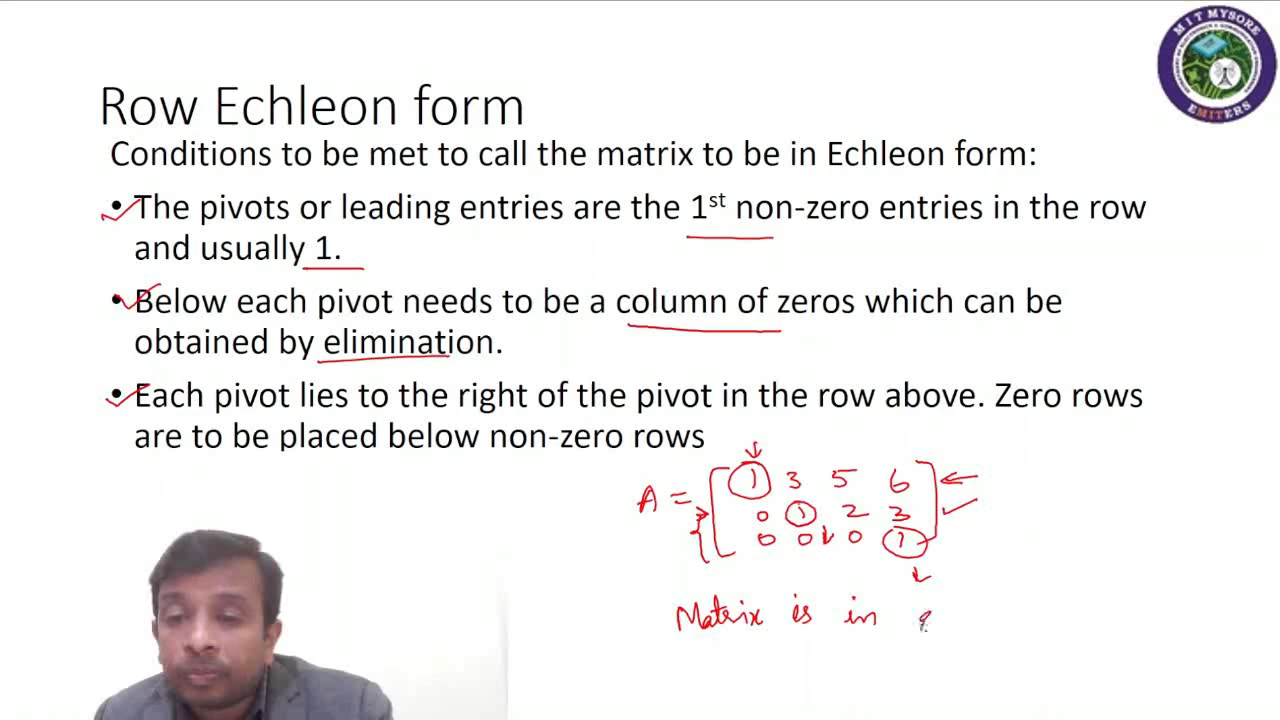 MIT MYSORE
EMITERS
Row Echleon form
Conditions to be met to call the matrix to be in Echleon form:
• The pivots or leading entries are the 1st non-zero entries in the row
and usually 1.
• Below each pivot needs to be a column of zeros which can be
obtained by elimination.
• Each pivot lies to the right of the pivot in the row above. Zero rows
are to be placed below non-zero rows
A = 1 3 5 6
0 1 2 3
0 0 0 1
Matrix is in